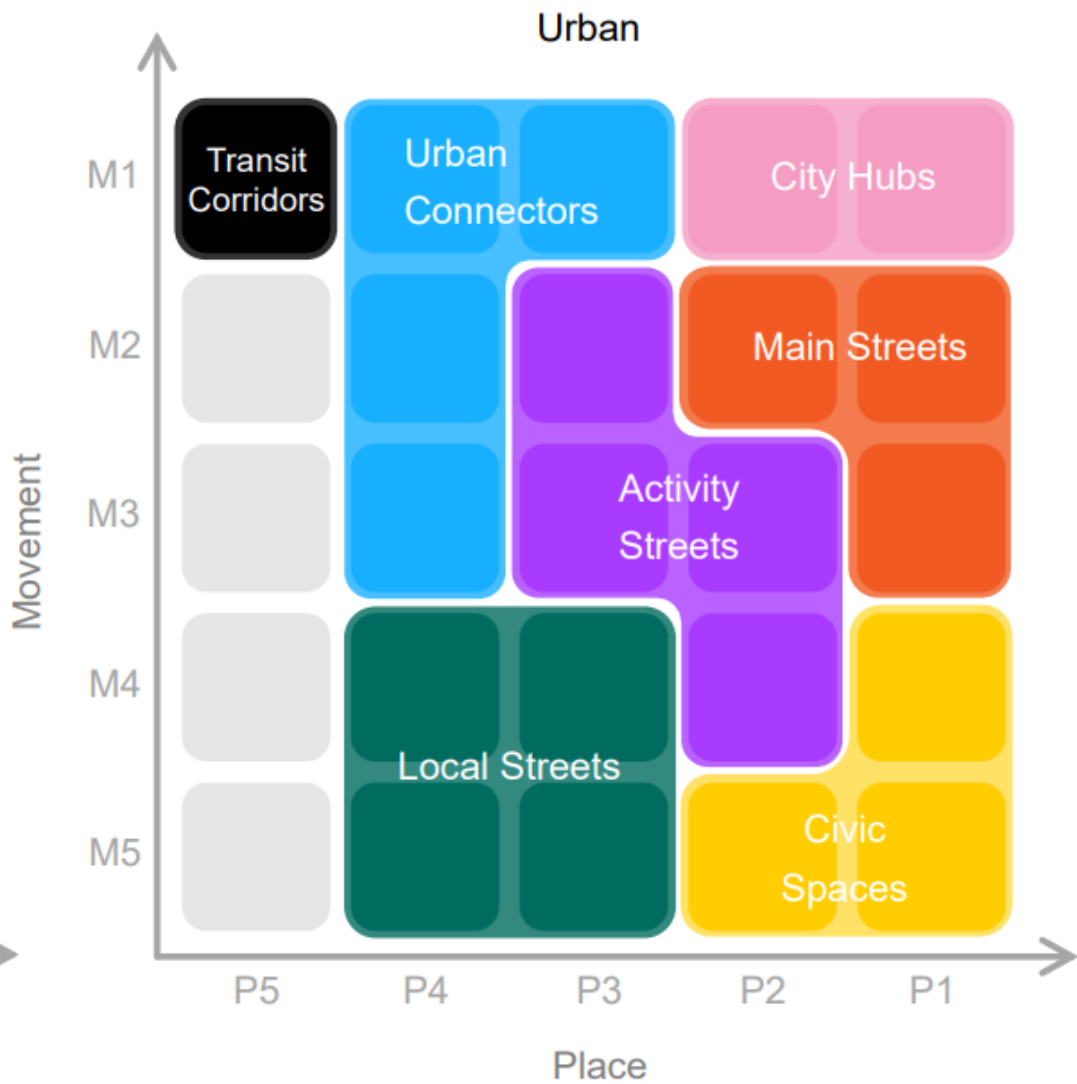 Urban
M1
Transit
Corridors
Urban
Connectors
City Hubs
M2
Main Streets
Movement
M3
Activity
Streets
M4
Local Streets
M5
Civic
Spaces
P5
P4
P3
P2
P1
Place